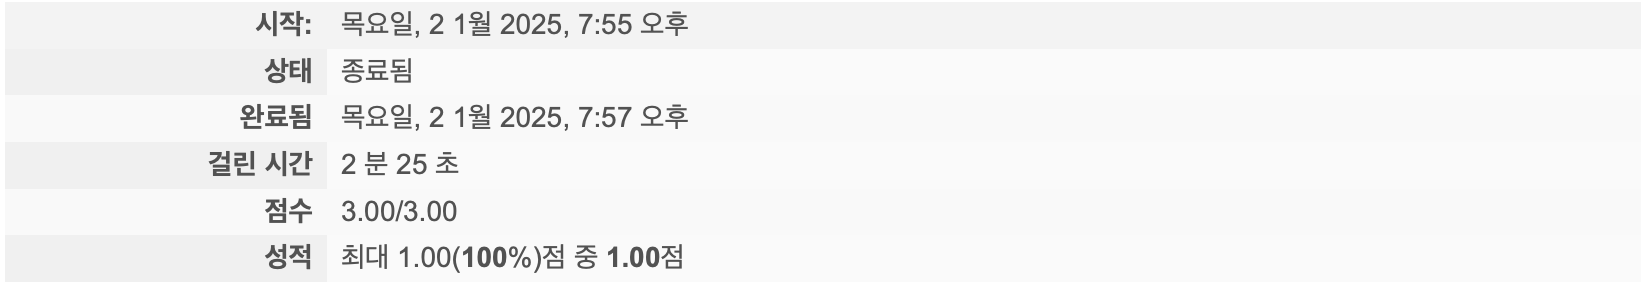 시작: 목요일, 2 1월 2025, 7:55 오후
상태 종료됨
완료됨 목요일, 2 1월 2025, 7:57 오후
걸린 시간 2 분 25 초
점수 3.00/3.00
성적 최대 1.00(100%)점 중 1.00점